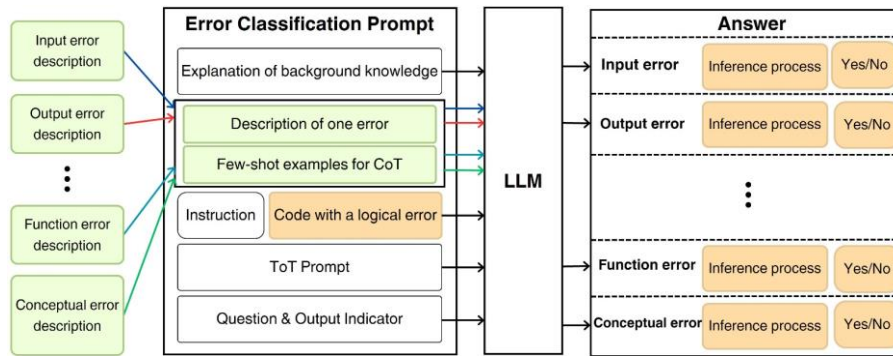 Input error
description
Output error
description
Function error
description
Conceptual error
description
Error Classification Prompt
Explanation of background knowledge
Description of one error
Few-shot examples for CoT
Instruction
Code with a logical error
ToT Prompt
Question & Output Indicator
LLM
Answer
Input error
Inference process
Yes/No
Output error
Inference process
Yes/No
Function error
Inference process
Yes/No
Conceptual error
Inference process
Yes/No